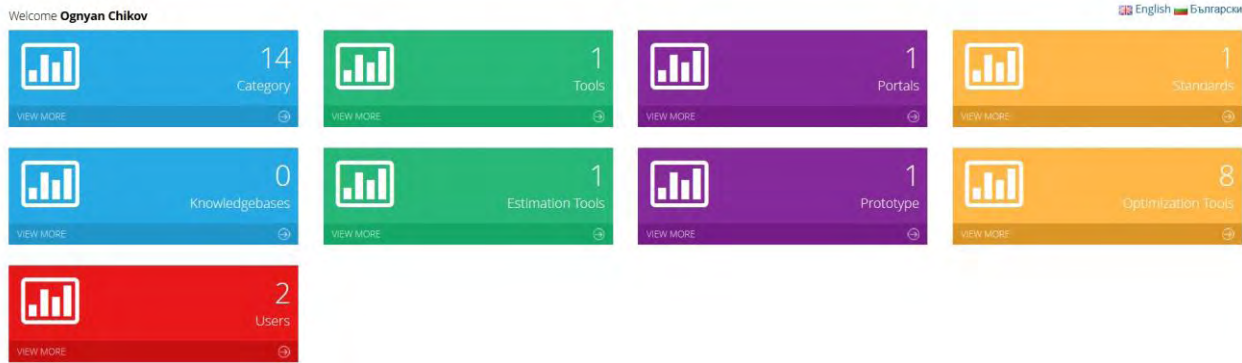 Welcome Ognyan Chikov
English Български
14
Category
VIEW MORE
1
Tools
VIEW MORE
1
Portals
VIEW MORE
1
Standards
VIEW MORE
0
Knowledgebases
VIEW MORE
1
Estimation Tools
VIEW MORE
1
Prototype
VIEW MORE
8
Optimization Tools
VIEW MORE
2
Users
VIEW MORE